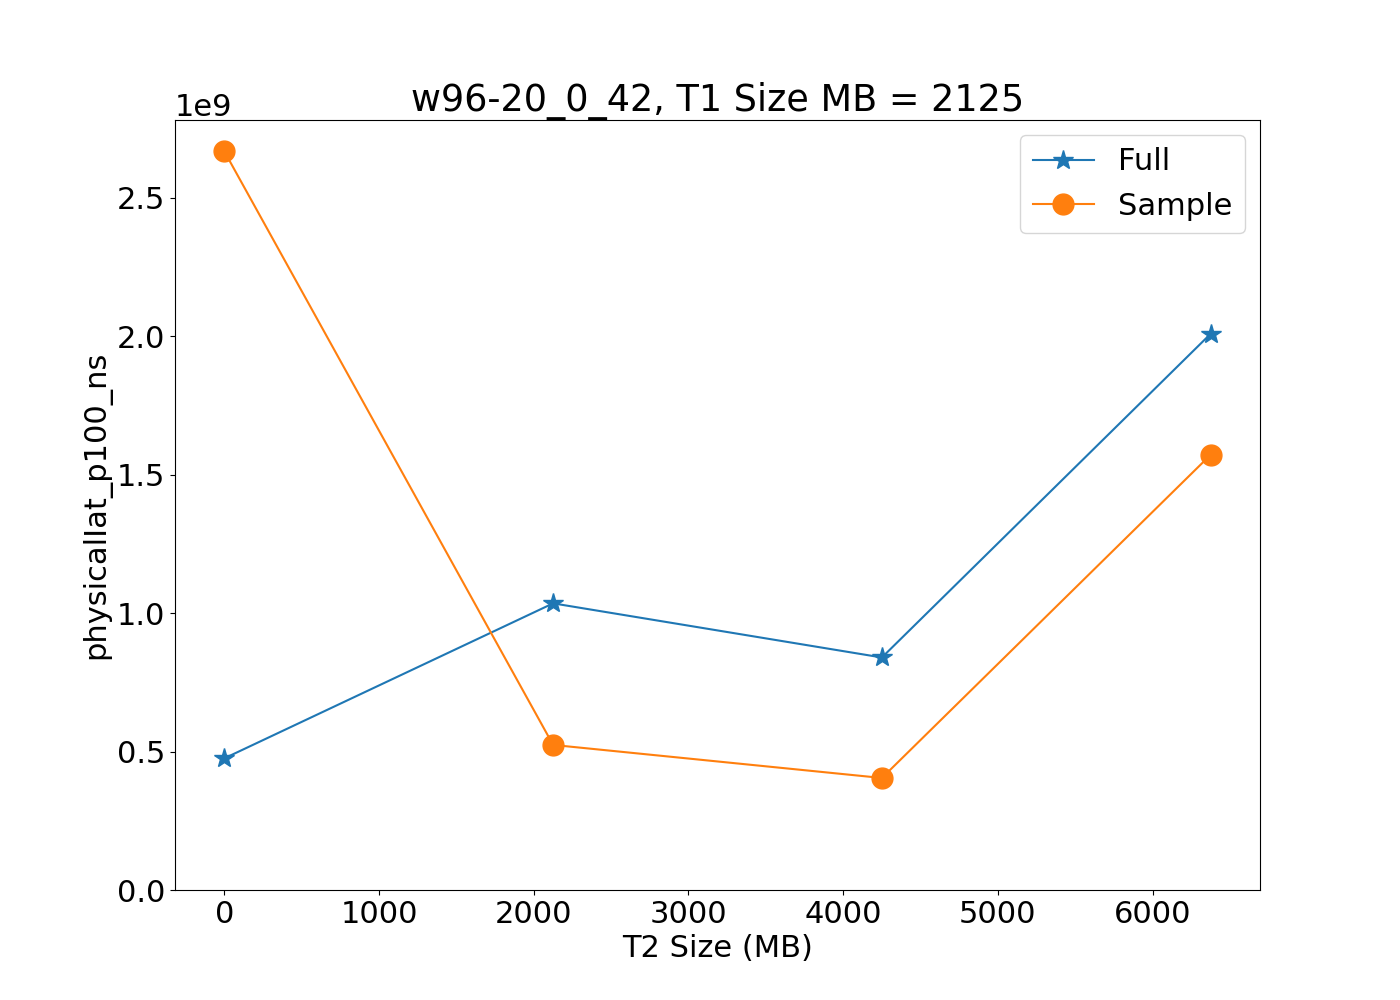 w96-20_0_42, T1 Size MB = 2125
1e9
Full
Sample
2.5
2.0
1.5
1.0
0.5
0.0
physicallat_p100_ns
0 1000 2000 3000 4000 5000 6000
T2 Size (MB)